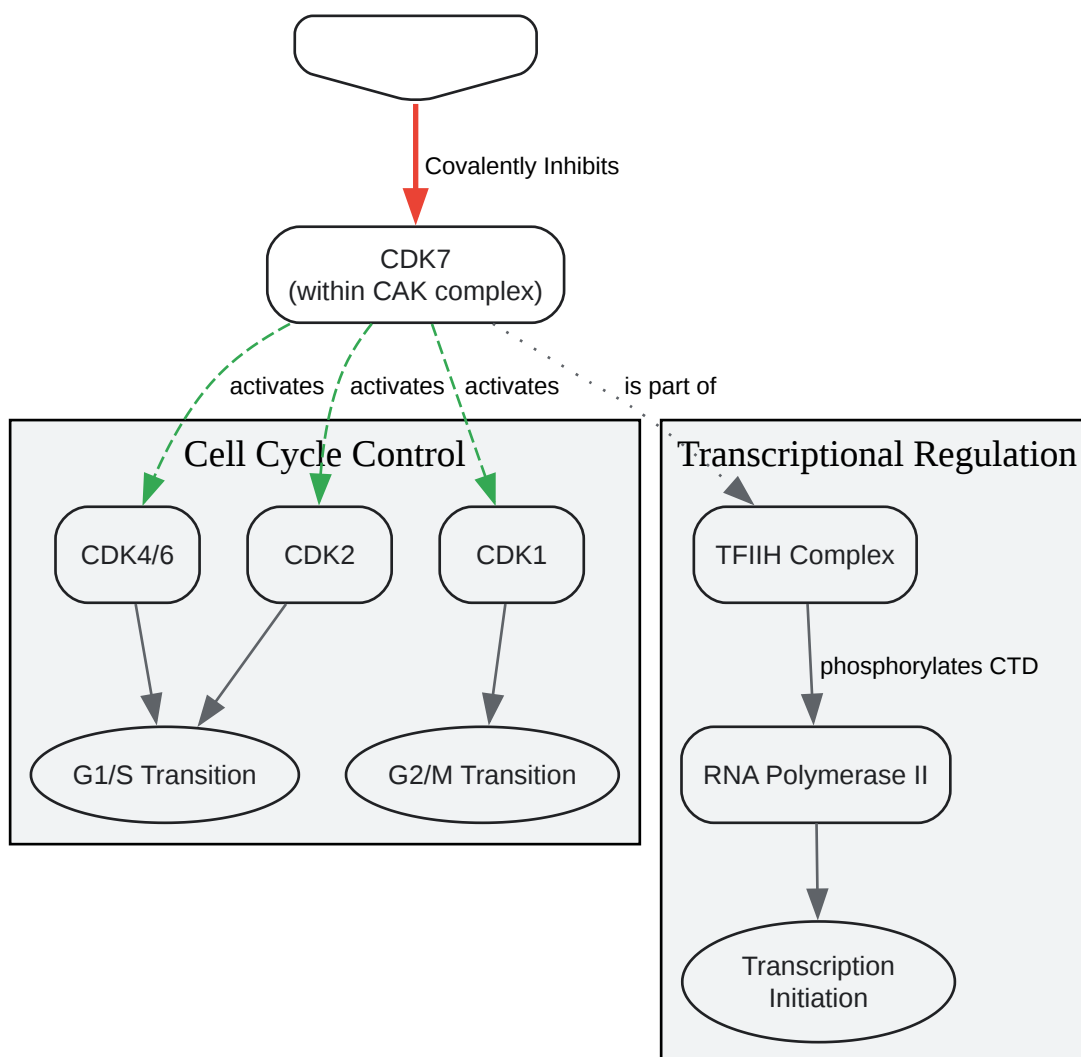 Covalently Inhibits
CDK7
(within CAK complex)
activates
activates
activates
is part of
Cell Cycle Control
Transcriptional Regulation
CDK4/6
CDK2
CDK1
TFIIH Complex
phosphorylates CTD
G1/S Transition
G2/M Transition
RNA Polymerase II
Transcription
Initiation